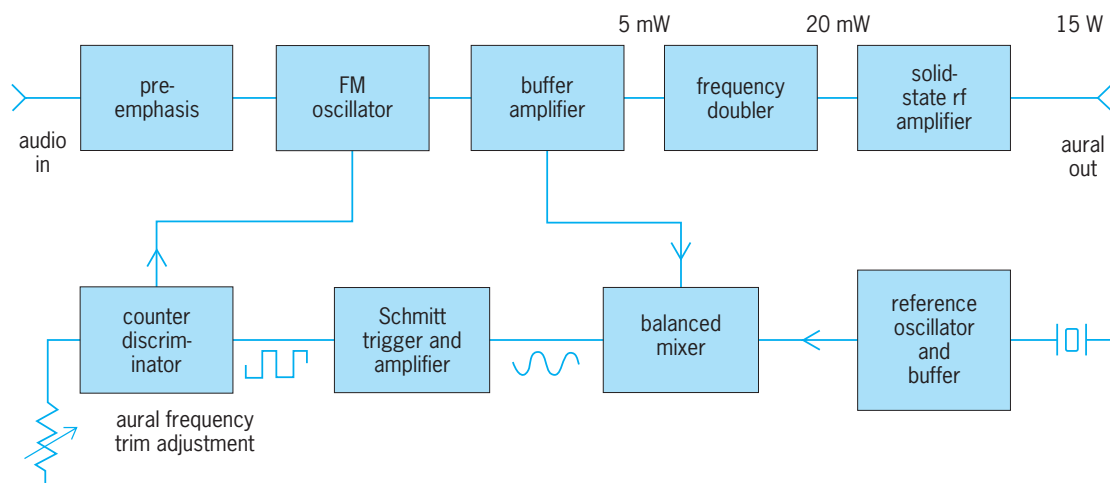 5 mW
20 mW
15 W
pre-
emphasis
FM
oscillator
buffer
amplifier
frequency
doubler
solid-
state rf
amplifier
audio
in
aural
out
counter
discrim-
inator
Schmitt
trigger and
amplifier
balanced
mixer
reference
oscillator
and
buffer
aural frequency
trim adjustment